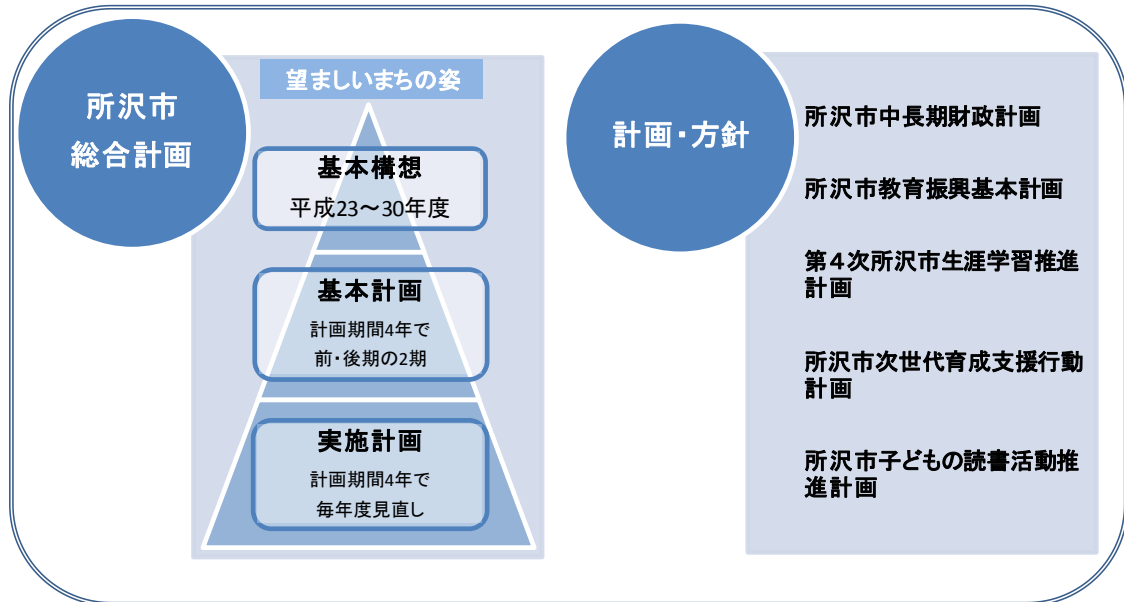 所沢市
総合計画
望ましいまちの姿
基本構想
平成23～30年度
基本計画
計画期間4年で
前・後期の2期
実施計画
計画期間4年で
毎年度見直し
計画・方針
所沢市中長期財政計画
所沢市教育振興基本計画
第４次所沢市生涯学習推進
計画
所沢市次世代育成支援行動
計画
所沢市子どもの読書活動推
進計画